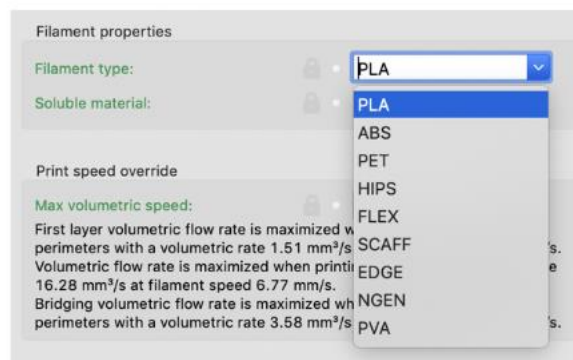 Filament properties
Filament type:
PLA
Soluble material:
PLA
ABS
PET
HIPS
FLEX
SCAFF
EDGE
NGEN
PVA
Print speed override
Max volumetric speed:
First layer volumetric flow rate is maximized
perimeters with a volumetric rate 1.51 mm³/s s.
Volumetric flow rate is maximized when e
16.28 mm³/s at filament speed 6.77 mm/s.
Bridging volumetric flow rate is maximized
perimeters with a volumetric rate 3.58 mm³/s s.